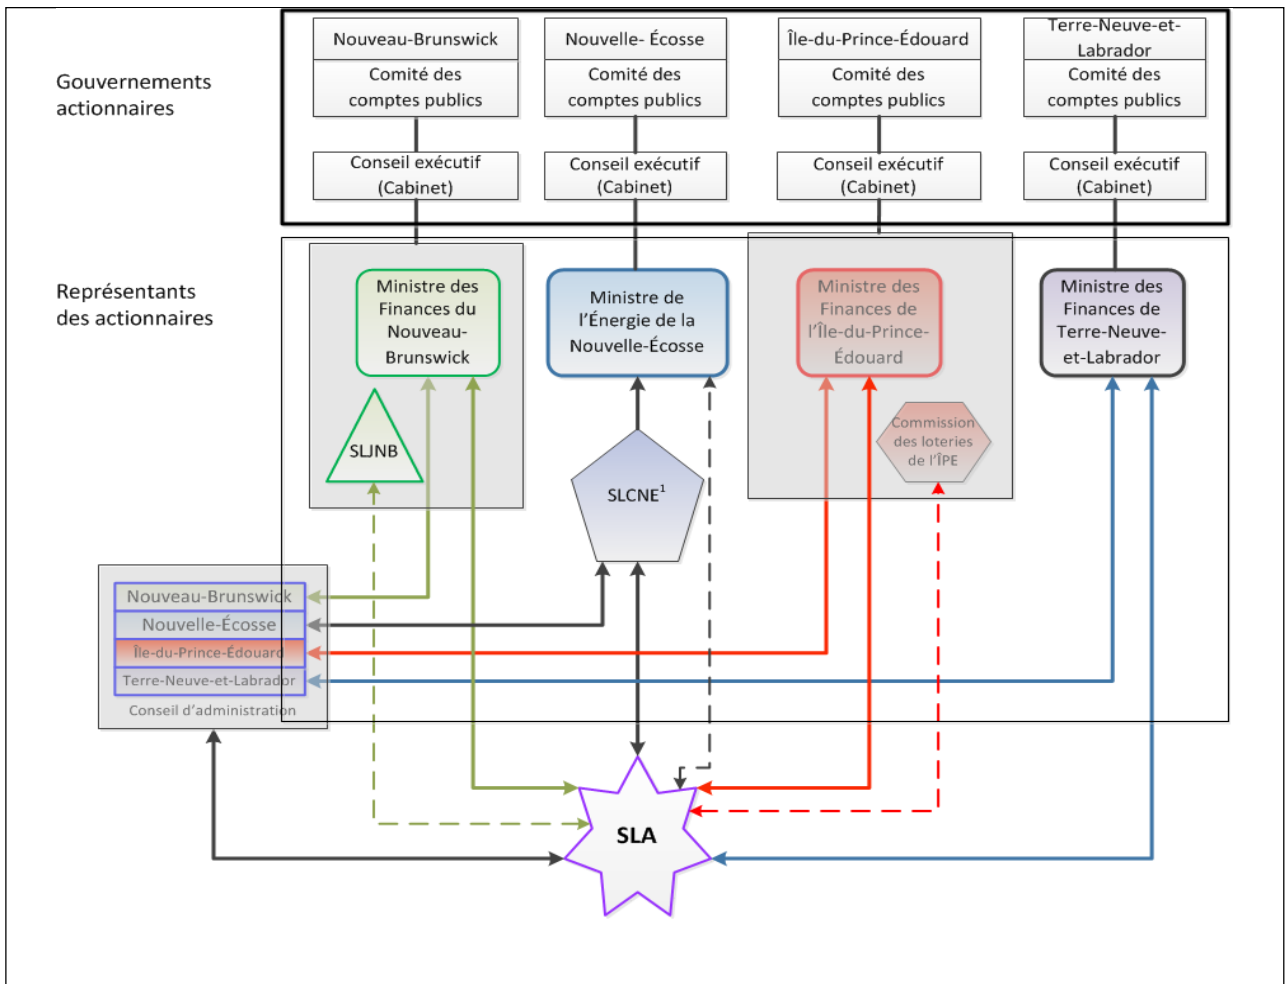 Gouvernements
actionnaires
Nouveau-Brunswick
Comité des
comptes publics
Conseil exécutif
(Cabinet)
Nouvelle- Écosse
Comité des
comptes publics
Conseil exécutif
(Cabinet)
Île-du-Prince-Édouard
Comité des
comptes publics
Conseil exécutif
(Cabinet)
Terre-Neuve-et-
Labrador
Comité des
comptes publics
Conseil exécutif
(Cabinet)
Représentants
des actionnaires
Ministre des
Finances du
Nouveau-
Brunswick
SLJNB
Ministre de
l'Énergie de la
Nouvelle-Écosse
SLCNE¹
Ministre des
Finances de
l'Île-du-Prince-
Édouard
Commission
des loteries
de l'ÎPE
Ministre des
Finances de
Terre-Neuve-
et-Labrador
Nouveau-Brunswick
Nouvelle-Écosse
Île-du-Prince-Édouard
Terre-Neuve-et-Labrador
Conseil d'administration
SLA